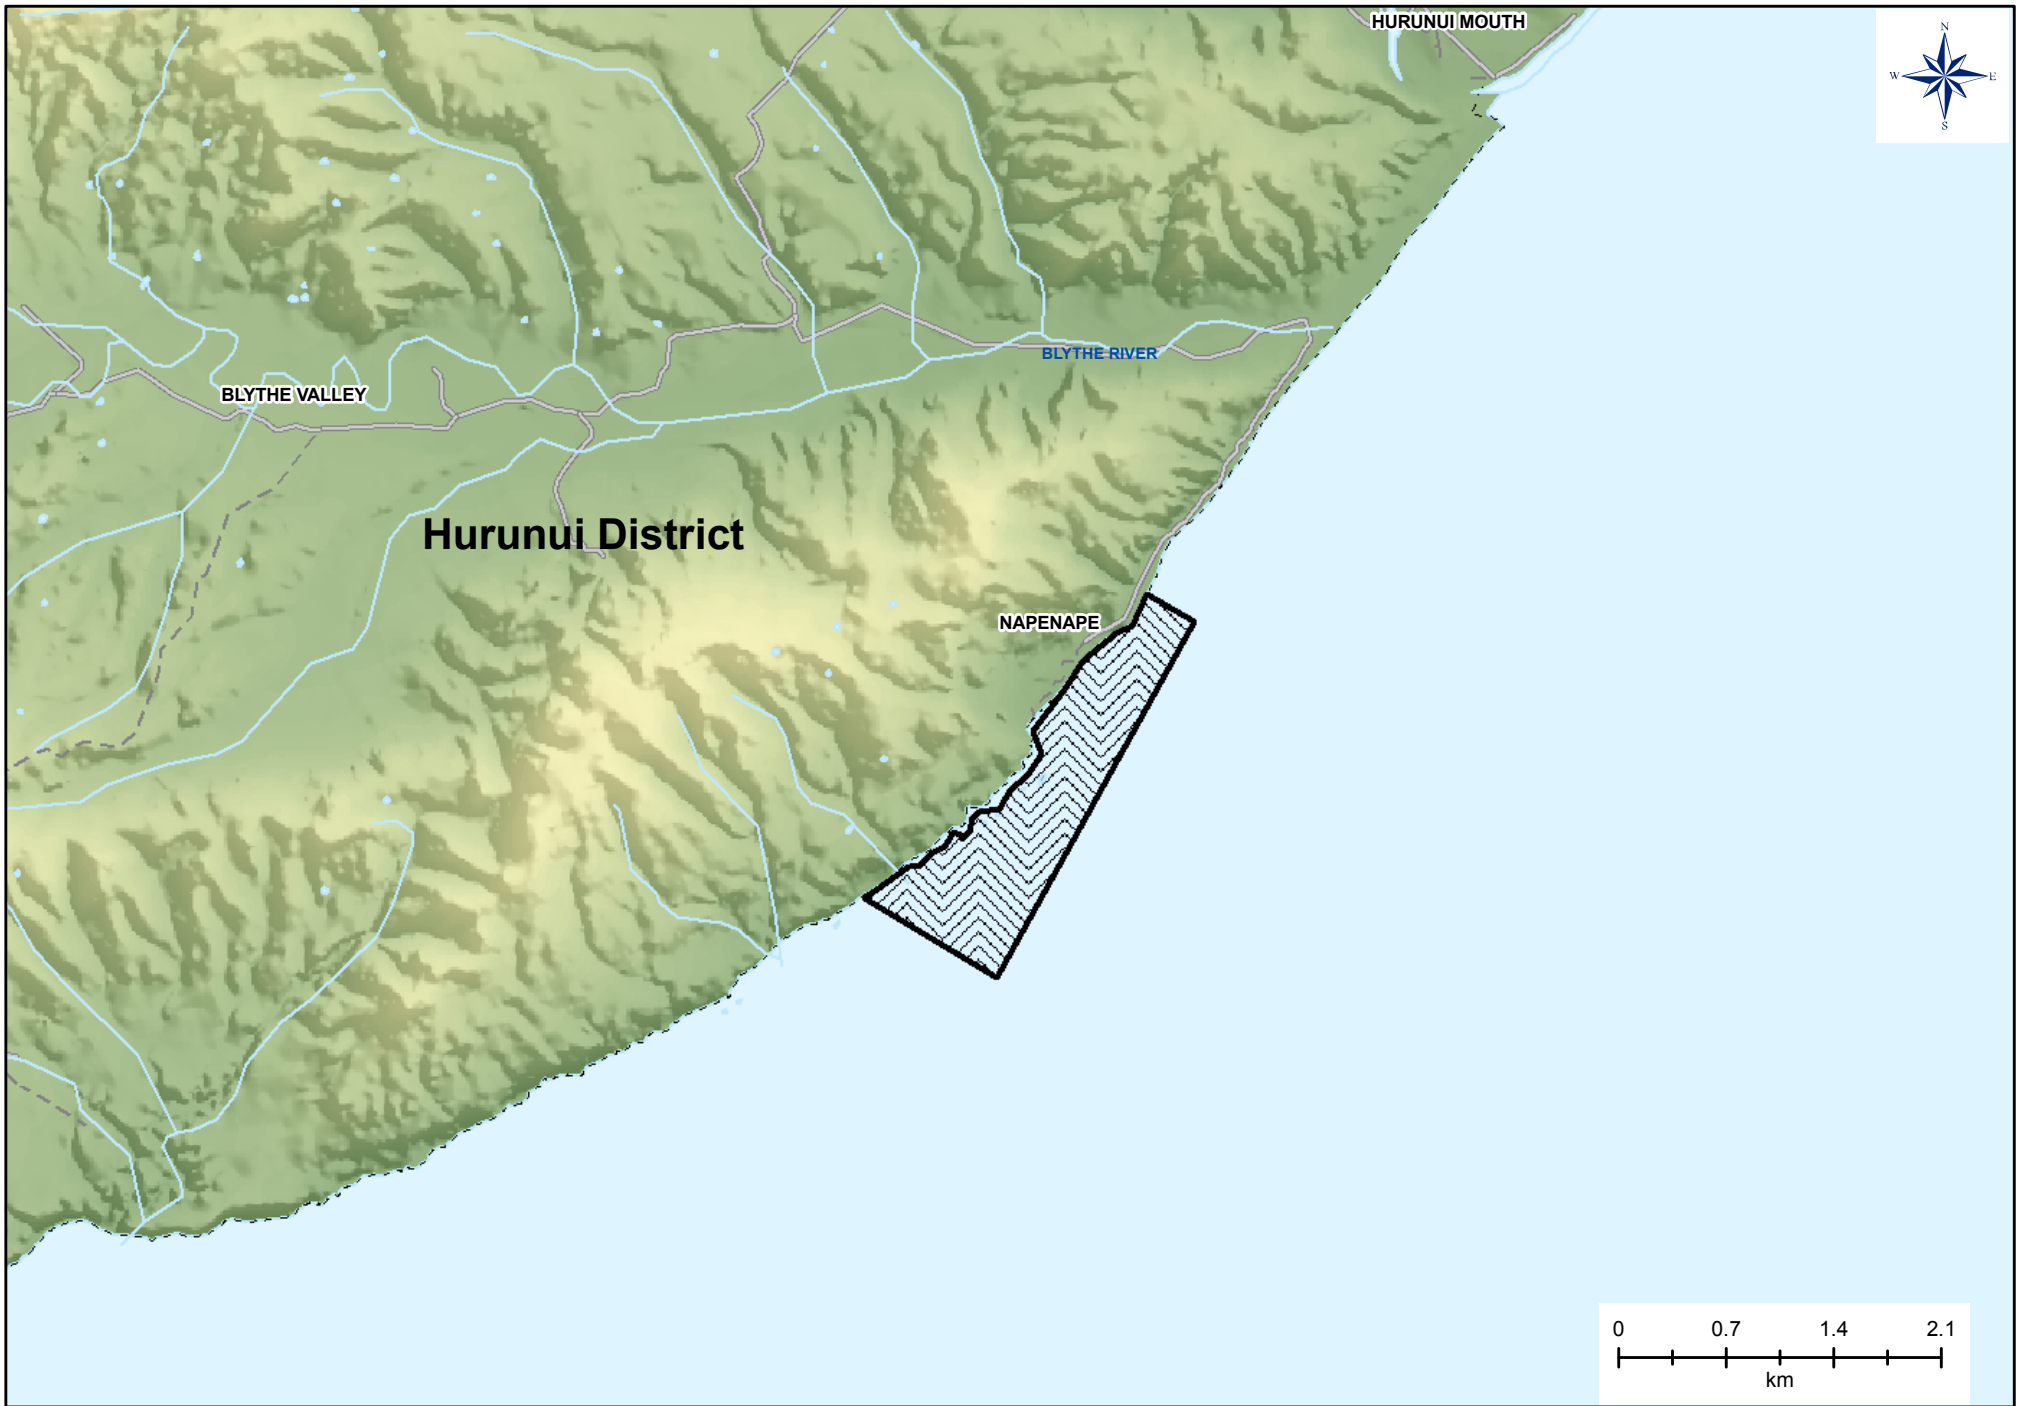 HURUNUI MOUTH
N
W
E
S
BLYTHE RIVER
BLYTHE VALLEY
Hurunui District
NAPENAPE
0 0.7 1.4 2.1
km